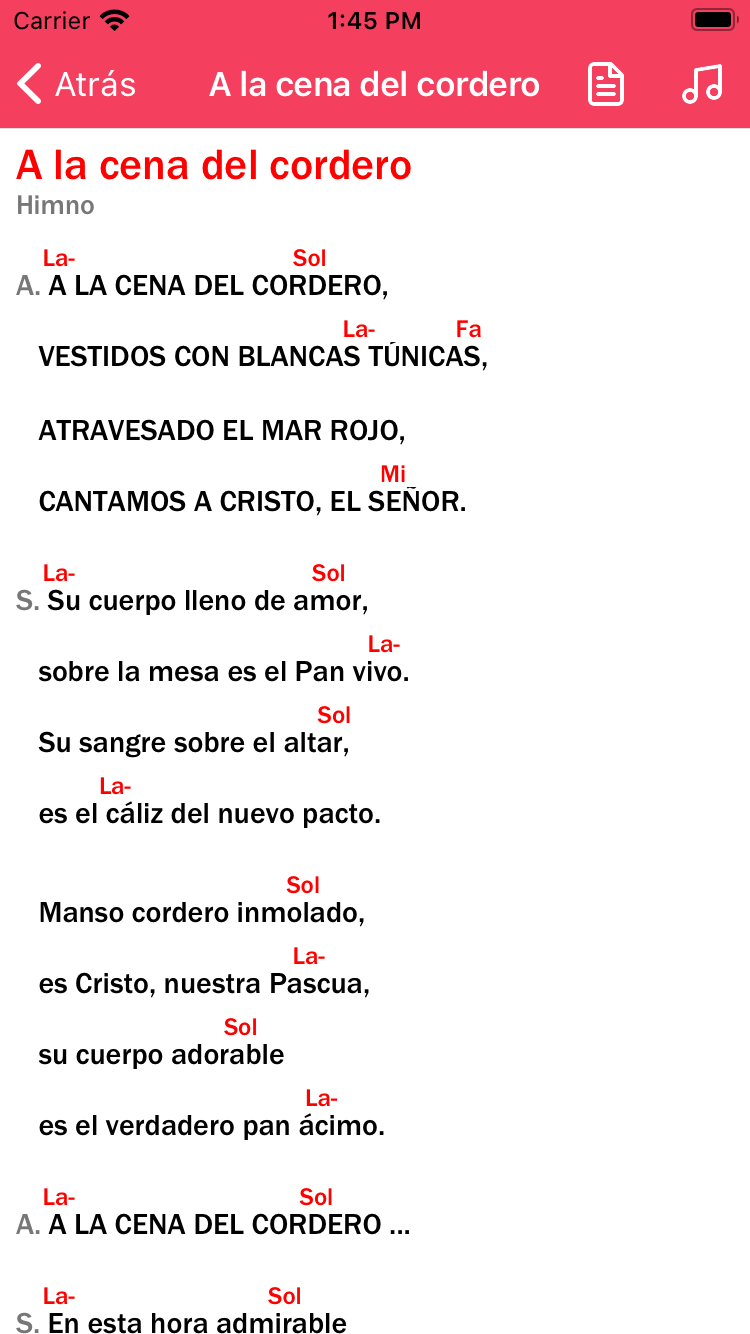 Carrier 1:45 PM
Atrás A la cena del cordero
A la cena del cordero
Himno
La- Sol
A. A LA CENA DEL CORDERO,
La- Fa
VESTIDOS CON BLANCAS TÚNICAS,
ATRAVESADO EL MAR ROJO,
Mi
CANTAMOS A CRISTO, EL SEÑOR.
La- Sol
S. Su cuerpo lleno de amor,
La-
sobre la mesa es el Pan vivo.
Sol
Su sangre sobre el altar,
La-
es el cáliz del nuevo pacto.
Sol
Manso cordero inmolado,
La-
es Cristo, nuestra Pascua,
Sol
su cuerpo adorable
La-
es el verdadero pan ácimo.
La- Sol
A. A LA CENA DEL CORDERO ...
La- Sol
S. En esta hora admirable